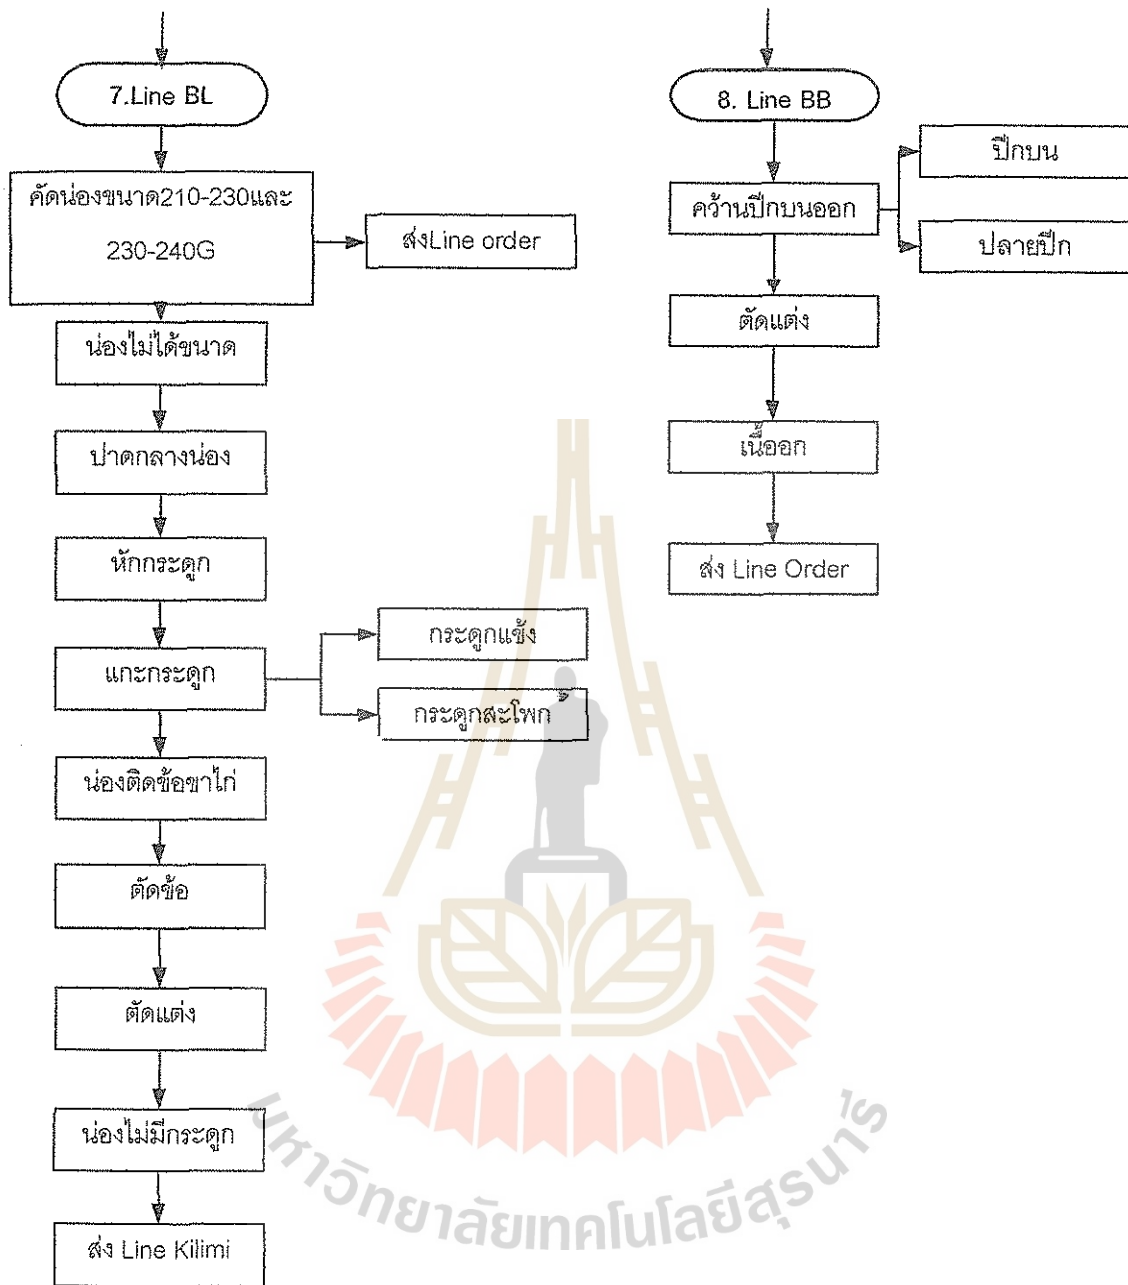 7.Line BL
คัดน่องขนาด210-230และ
230-240G
ส่งLine order
น่องไม่ได้ขนาด
ปาดกลางน่อง
หักกระดูก
แกะกระดูก
กระดูกแข้ง
กระดูกสะโพก
น่องติดข้อขาไก่
ตัดข้อ
ตัดแต่ง
น่องไม่มีกระดูก
ส่ง Line Kilimi
8. Line BB
คว้านปีกบนออก
ปีกบน
ปลายปีก
ตัดแต่ง
เนื้ออก
ส่ง Line Order
มหาวิทยาลัยเทคโนโลยีสุรนารี